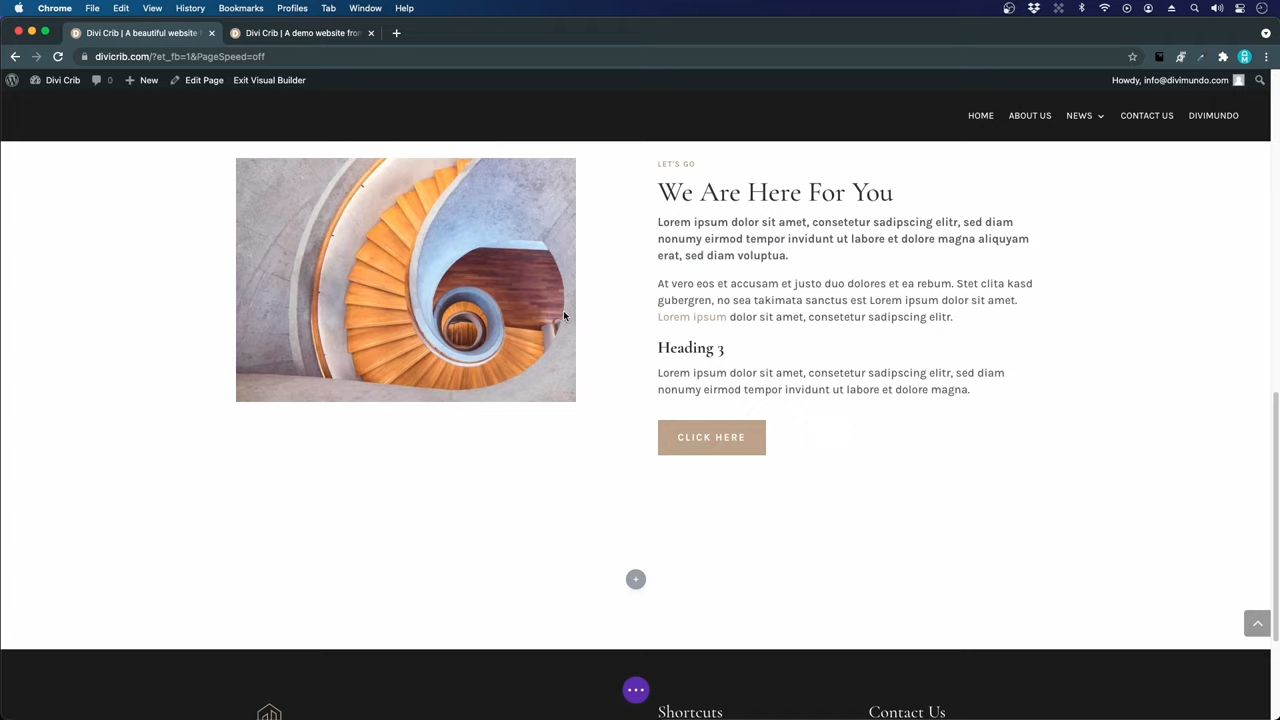 Chrome File Edit View History Bookmarks Profiles Tab Window Help
Divi Crib | A beautiful website f
Divi Crib | A demo website from
divicrib.com/?et_fb=1&PageSpeed=off
Divi Crib 0 New Edit Page Exit Visual Builder
Howdy, info@divimundo.com
HOME ABOUT US NEWS CONTACT US DIVIMUNDO
LET'S GO
We Are Here For You
Lorem ipsum dolor sit amet, consetetur sadipscing elitr, sed diam
nonumy eirmod tempor invidunt ut labore et dolore magna aliquyam
erat, sed diam voluptua.
At vero eos et accusam et justo duo dolores et ea rebum. Stet clita kasd
gubergren, no sea takimata sanctus est Lorem ipsum dolor sit amet.
Lorem ipsum dolor sit amet, consetetur sadipscing elitr.
Heading 3
Lorem ipsum dolor sit amet, consetetur sadipscing elitr, sed diam
nonumy eirmod tempor invidunt ut labore et dolore magna.
CLICK HERE
Shortcuts
Contact Us